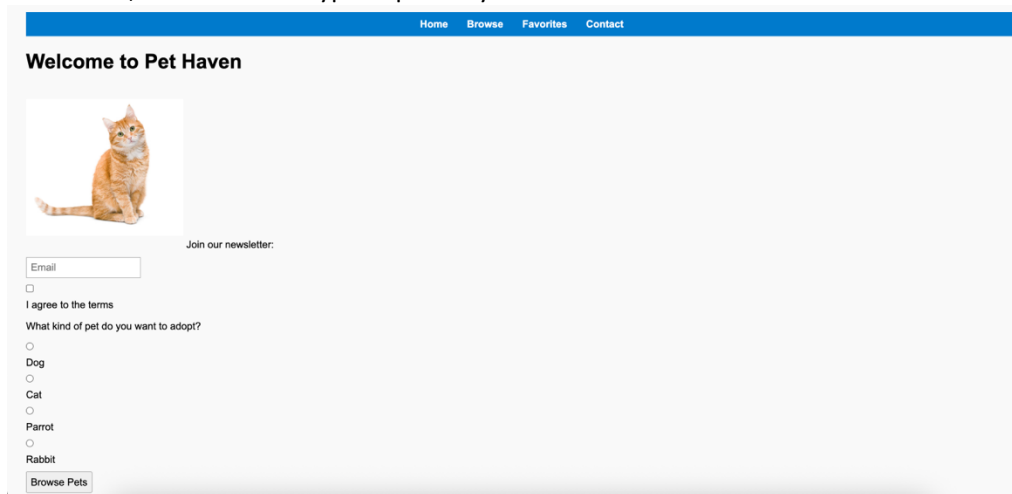 Home Browse Favorites Contact
Welcome to Pet Haven
Join our newsletter:
Email
I agree to the terms
What kind of pet do you want to adopt?
Dog
Cat
Parrot
Rabbit
Browse Pets